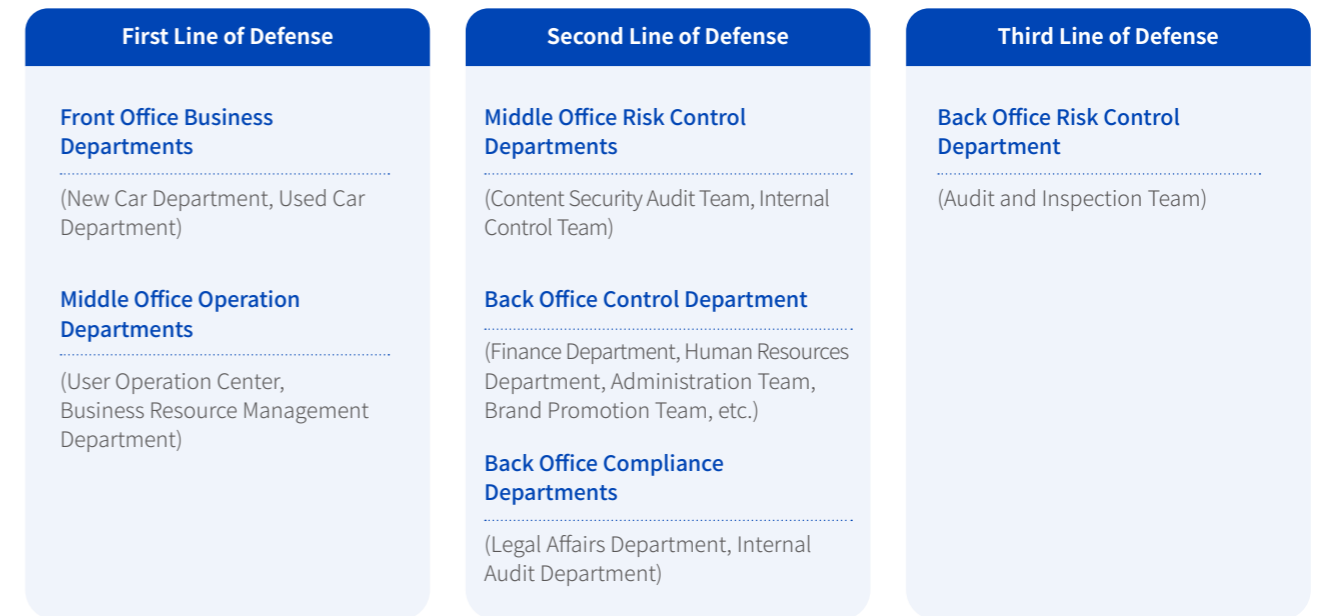 First Line of Defense
Front Office Business
Departments
(New Car Department, Used Car
Department)
Middle Office Operation
Departments
(User Operation Center,
Business Resource Management
Department)
Second Line of Defense
Middle Office Risk Control
Departments
(Content Security Audit Team, Internal
Control Team)
Back Office Control Department
(Finance Department, Human Resources
Department, Administration Team,
Brand Promotion Team, etc.)
Back Office Compliance
Departments
(Legal Affairs Department, Internal
Audit Department)
Third Line of Defense
Back Office Risk Control
Department
(Audit and Inspection Team)